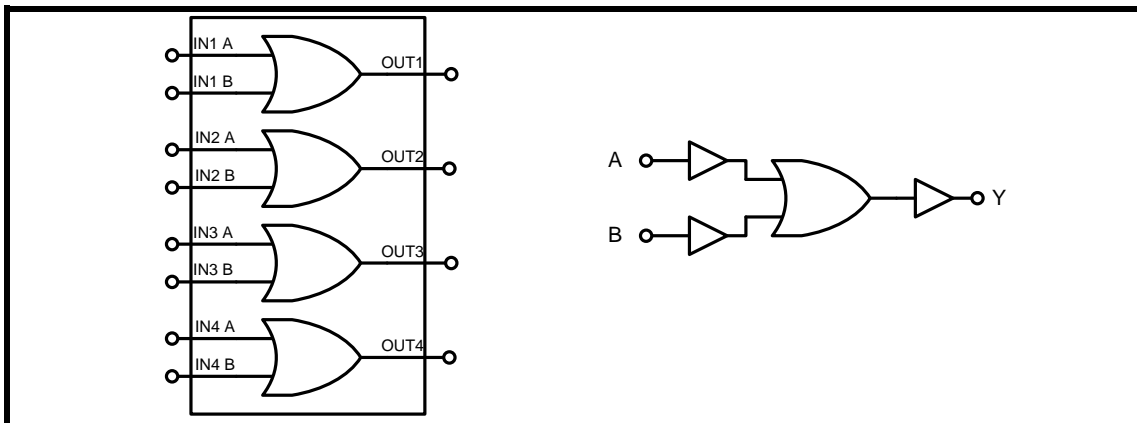 IN1 A
OUT1
IN1 B
IN2 A
OUT2
IN2 B
IN3 A
OUT3
IN3 B
IN4 A
OUT4
IN4 B
A
B
Y